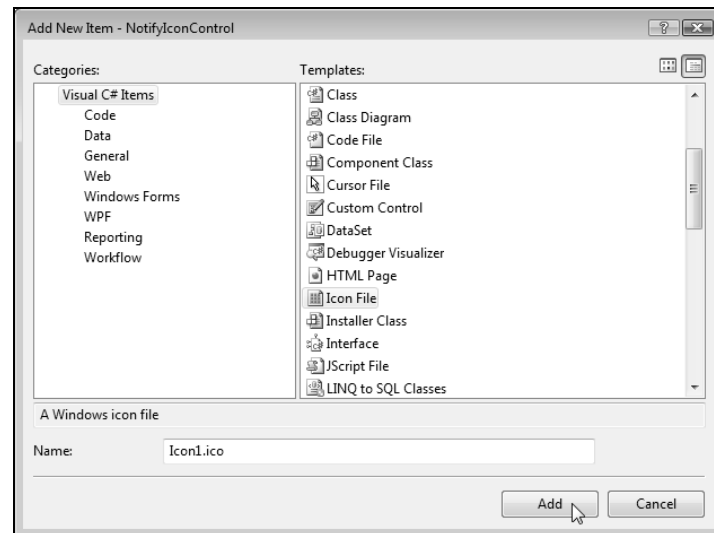 Add New Item - NotifyIconControl
Categories:
Templates:
Visual C# Items
Code
Data
General
Web
Windows Forms
WPF
Reporting
Workflow
Class
Class Diagram
Code File
Component Class
Cursor File
Custom Control
DataSet
Debugger Visualizer
HTML Page
Icon File
Installer Class
Interface
JScript File
LINQ to SQL Classes
A Windows icon file
Name:
Icon1.ico
Add
Cancel